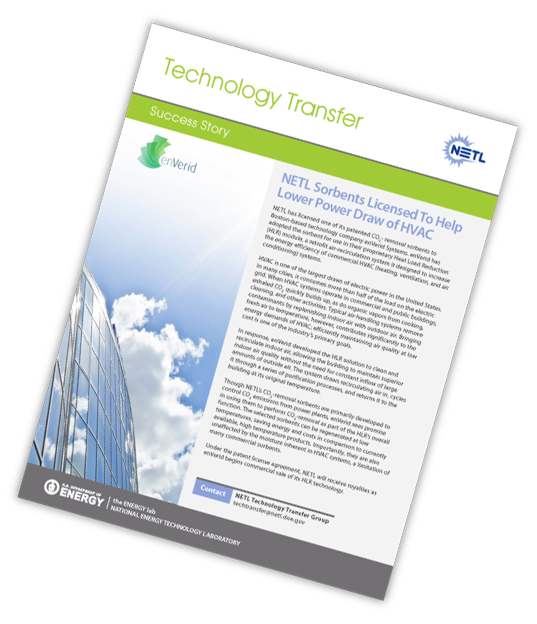 Technology Transfer
Success Story
NETL
enVerid
NETL Sorbents Licensed To Help
Lower Power Draw of HVAC
NETL has licensed one of its patented CO2- removal sorbents to
Boston-based technology company enVerid Systems. enVerid has
adopted the sorbent for use in their proprietary Heat Load Reduction
(HLR) module, a retrofit air-recirculation system it designed to increase
the energy efficiency of commercial HVAC (heating, ventilation, and air
conditioning) systems.
HVAC is one of the largest draws of electric power in the United States.
In many cities, it consumes more than half of the load on the electric
grid. When HVAC systems operate in commercial and public buildings,
exhaled CO2 quickly builds up, as do organic vapors from cooking,
cleaning, and other activities. Typical air-handling systems remove
contaminants by replenishing indoor air with outdoor air. Bringing
fresh air to temperature, however, contributes significantly to the
energy demands of HVAC; efficiently maintaining air quality at low
cost is one of the industry's primary goals.
In response, enVerid developed the HLR solution to clean and
recirculate indoor air, allowing the building to maintain superior
indoor air quality without the need for constant inflow of large
amounts of outside air. The system draws recirculating air in, cycles
it through a series of purification processes, and returns it to the
building at its original temperature.
Though NETL's CO2-removal sorbents are primarily developed to
control CO2 emissions from power plants, enVerid sees promise
in using them to perform CO2-removal as part of the HLR's overall
function. The selected sorbents can be regenerated at low
temperatures, saving energy and costs in comparison to currently
available, high temperature products. Importantly, they are also
unaffected by the moisture inherent in HVAC systems, a limitation of
many commercial sorbents.
Under the patent license agreement, NETL will receive royalties as
enVerid begins commercial sale of its HLR technology.
Contact
NETL Technology Transfer Group
techtransfer@netl.doe.gov
U.S. DEPARTMENT OF
ENERGY
the ENERGY lab
NATIONAL ENERGY TECHNOLOGY LABORATORY